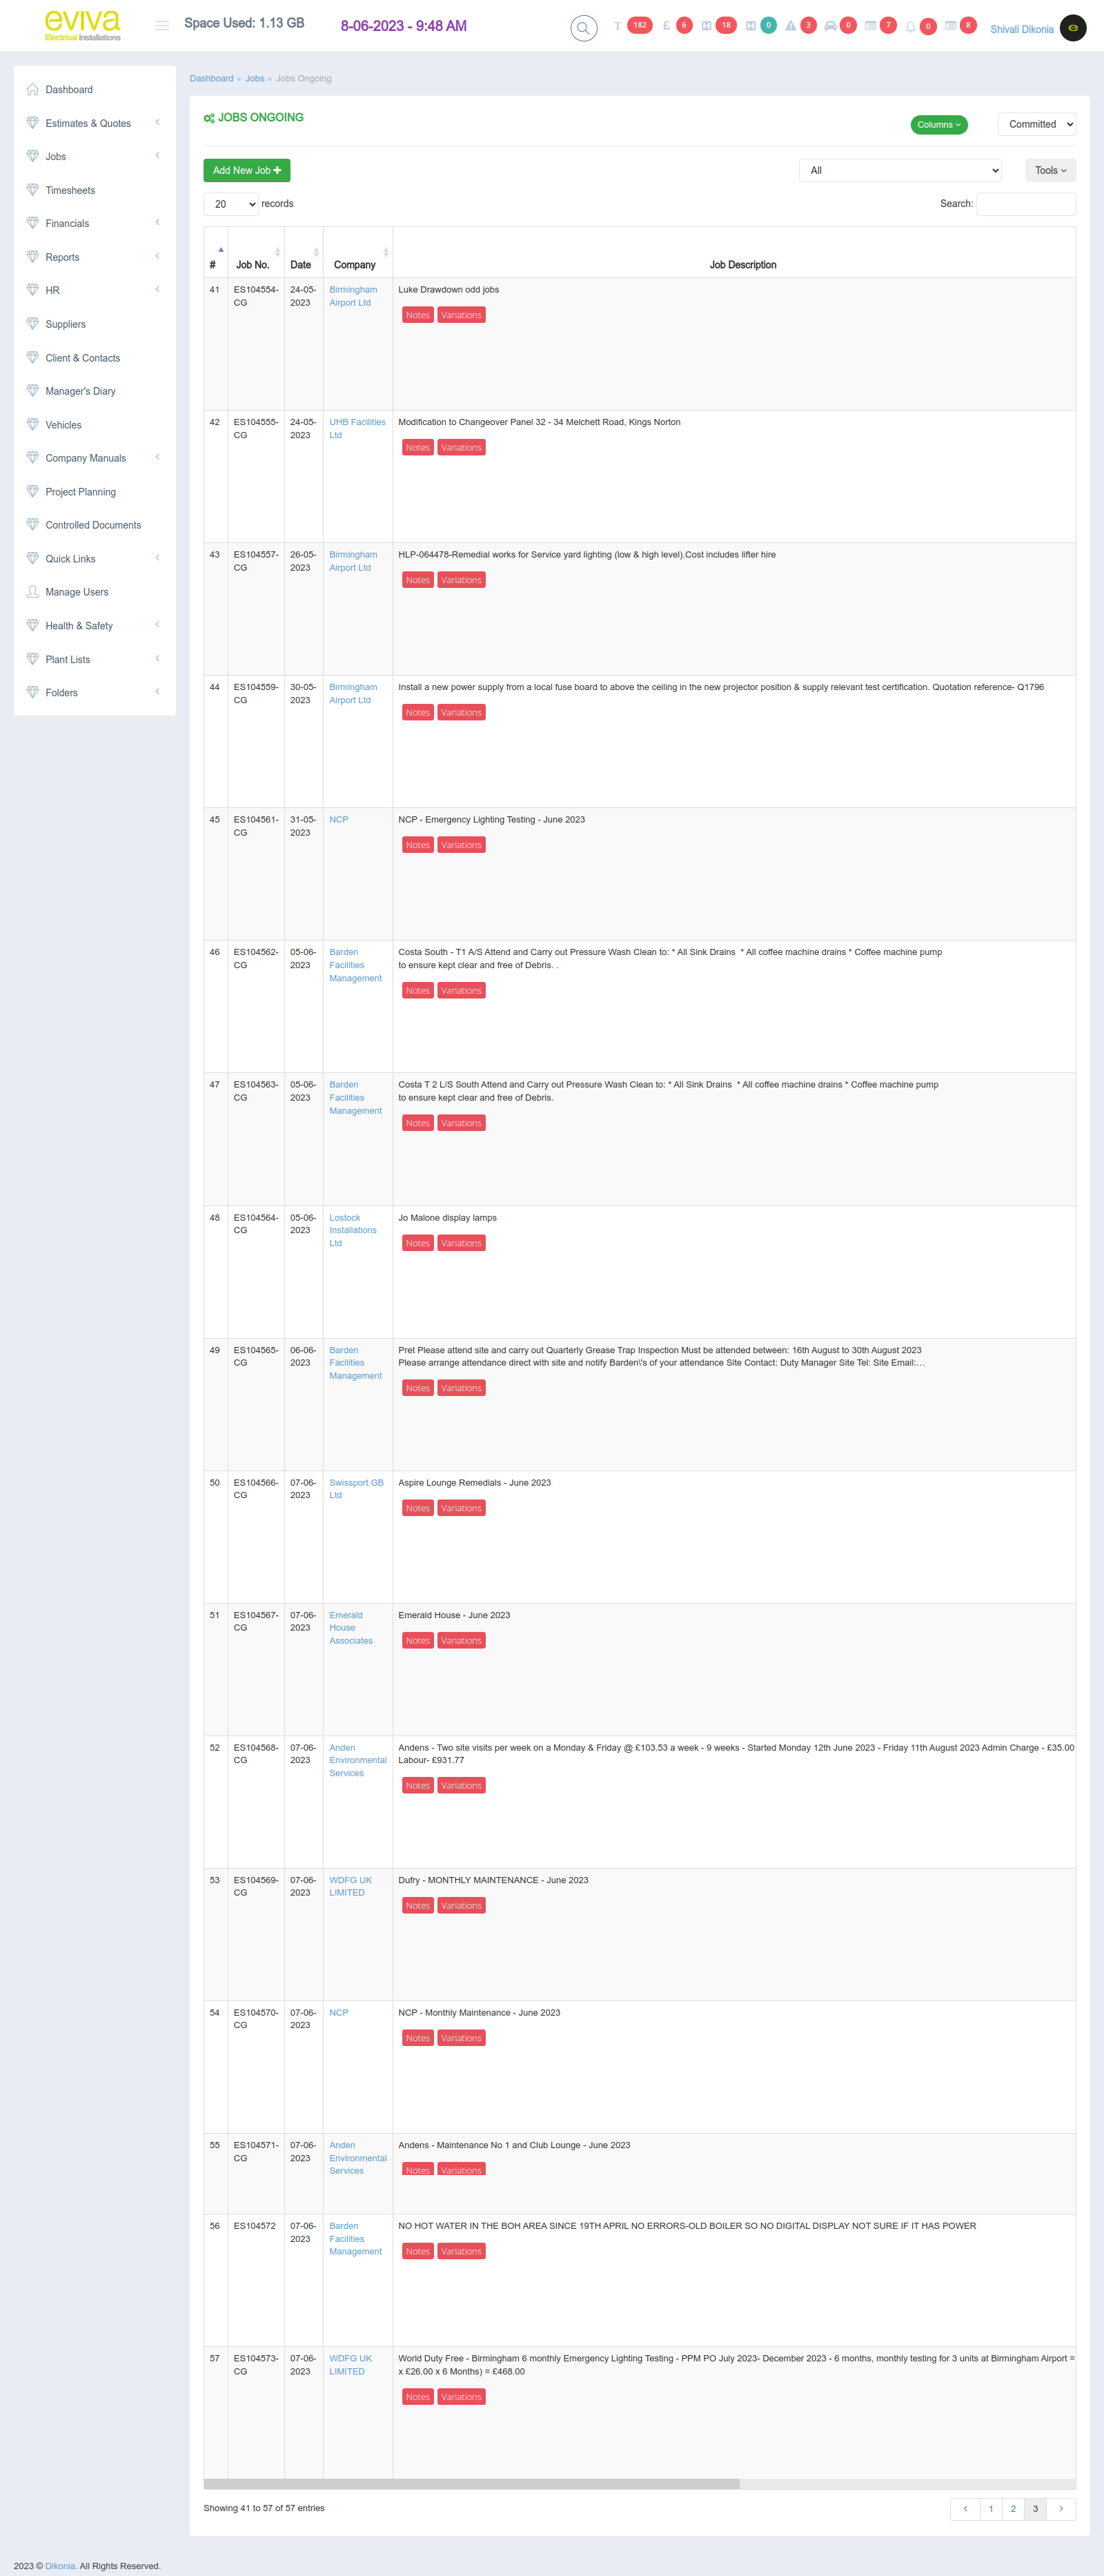 eviva
Electrical Installations
Space Used: 1.13 GB
8-06-2023 - 9:48 AM
T 182 £ 6 18 0 3 0 7 0 8
Shivali Dikonia
Dashboard
Estimates & Quotes
Jobs
Timesheets
Financials
Reports
HR
Suppliers
Client & Contacts
Manager's Diary
Vehicles
Company Manuals
Project Planning
Controlled Documents
Quick Links
Manage Users
Health & Safety
Plant Lists
Folders
Dashboard » Jobs » Jobs Ongoing
JOBS ONGOING
Columns
Committed
Add New Job
All
Tools
20 records
Search:
# Job No. Date Company Job Description
41 ES104554- 24-05- Birmingham Luke Drawdown odd jobs
CG 2023 Airport Ltd
Notes Variations
42 ES104555- 24-05- UHB Facilities Modification to Changeover Panel 32 - 34 Melchett Road, Kings Norton
CG 2023 Ltd
Notes Variations
43 ES104557- 26-05- Birmingham HLP-064478-Remedial works for Service yard lighting (low & high level).Cost includes lifter hire
CG 2023 Airport Ltd
Notes Variations
44 ES104559- 30-05- Birmingham Install a new power supply from a local fuse board to above the ceiling in the new projector position & supply relevant test certification. Quotation reference- Q1796
CG 2023 Airport Ltd
Notes Variations
45 ES104561- 31-05- NCP NCP - Emergency Lighting Testing - June 2023
CG 2023
Notes Variations
46 ES104562- 05-06- Barden Costa South - T1 A/S Attend and Carry out Pressure Wash Clean to: * All Sink Drains * All coffee machine drains * Coffee machine pump
CG 2023 Facilities to ensure kept clear and free of Debris. .
Management
Notes Variations
47 ES104563- 05-06- Barden Costa T 2 L/S South Attend and Carry out Pressure Wash Clean to: * All Sink Drains * All coffee machine drains * Coffee machine pump
CG 2023 Facilities to ensure kept clear and free of Debris.
Management
Notes Variations
48 ES104564- 05-06- Lostock Jo Malone display lamps
CG 2023 Installations
Ltd
Notes Variations
49 ES104565- 06-06- Barden Pret Please attend site and carry out Quarterly Grease Trap Inspection Must be attended between: 16th August to 30th August 2023
CG 2023 Facilities Please arrange attendance direct with site and notify Barden\'s of your attendance Site Contact: Duty Manager Site Tel: Site Email:...
Management
Notes Variations
50 ES104566- 07-06- Swissport GB Aspire Lounge Remedials - June 2023
CG 2023 Ltd
Notes Variations
51 ES104567- 07-06- Emerald Emerald House - June 2023
CG 2023 House
Associates
Notes Variations
52 ES104568- 07-06- Anden Andens - Two site visits per week on a Monday & Friday @ £103.53 a week - 9 weeks - Started Monday 12th June 2023 - Friday 11th August 2023 Admin Charge - £35.00
CG 2023 Environmental Labour- £931.77
Services
Notes Variations
53 ES104569- 07-06- WDFG UK Dufry - MONTHLY MAINTENANCE - June 2023
CG 2023 LIMITED
Notes Variations
54 ES104570- 07-06- NCP NCP - Monthly Maintenance - June 2023
CG 2023
Notes Variations
55 ES104571- 07-06- Anden Andens - Maintenance No 1 and Club Lounge - June 2023
CG 2023 Environmental
Services
Notes Variations
56 ES104572 07-06- Barden NO HOT WATER IN THE BOH AREA SINCE 19TH APRIL NO ERRORS-OLD BOILER SO NO DIGITAL DISPLAY NOT SURE IF IT HAS POWER
2023 Facilities
Management
Notes Variations
57 ES104573- 07-06- WDFG UK World Duty Free - Birmingham 6 monthly Emergency Lighting Testing - PPM PO July 2023- December 2023 - 6 months, monthly testing for 3 units at Birmingham Airport =
CG 2023 LIMITED x £26.00 x 6 Months) = £468.00
Notes Variations
Showing 41 to 57 of 57 entries
1 2 3
2023 © Dikonia. All Rights Reserved.